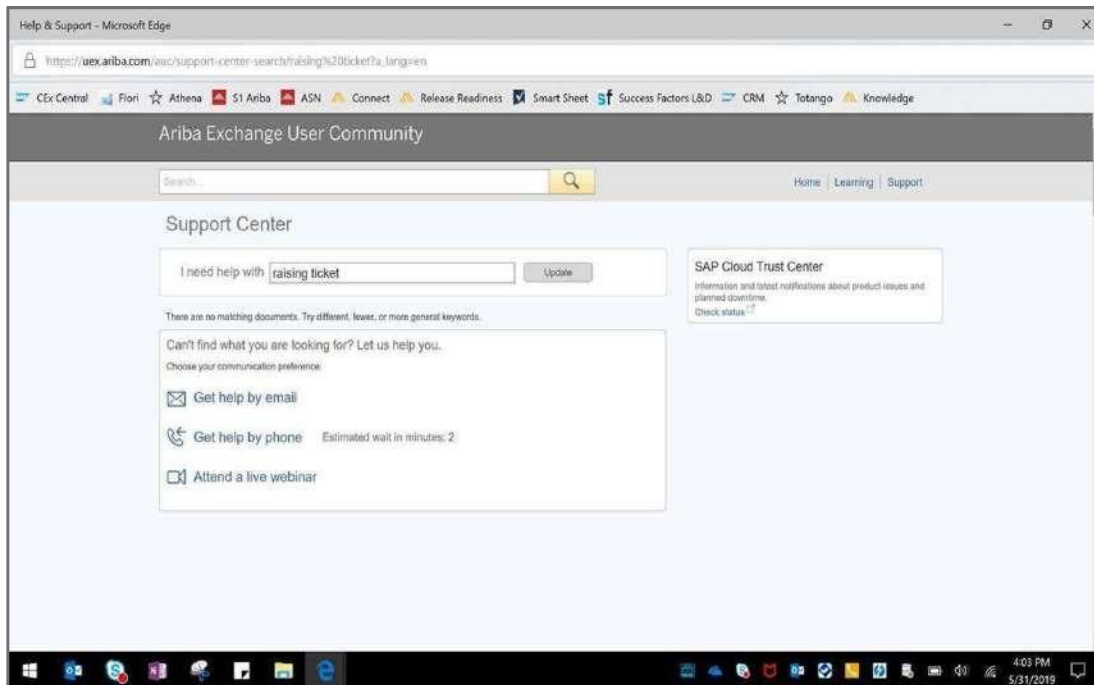 Help & Support - Microsoft Edge
https://uex.ariba.com/auc/support-center-search/raising%20ticket?a_lang=en
CEx Central Fiori Athena S1 Ariba ASN Connect Release Readiness Smart Sheet Success Factors L&D CRM Totango Knowledge
Ariba Exchange User Community
Search...
Home | Learning | Support
Support Center
I need help with raising ticket Update
There are no matching documents. Try different, fewer, or more general keywords.
Can't find what you are looking for? Let us help you.
Choose your communication preference:
Get help by email
Get help by phone Estimated wait in minutes: 2
Attend a live webinar
SAP Cloud Trust Center
Information and latest notifications about product issues and
planned downtime.
Check status
4:03 PM
5/31/2019